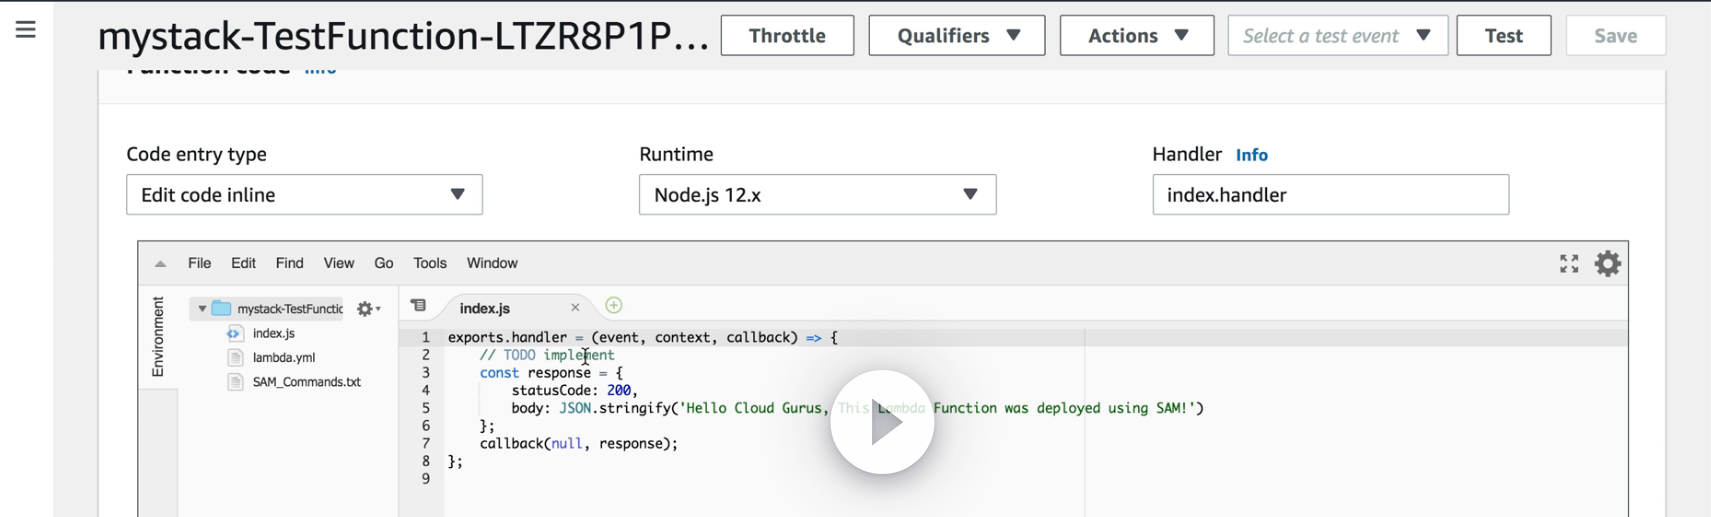 mystack-TestFunction-LTZR8P1P... Throttle Qualifiers Actions Select a test event Test Save
Function code Info
Code entry type Runtime Handler Info
Edit code inline Node.js 12.x index.handler
File Edit Find View Go Tools Window
Environment
mystack-TestFunctic
index.js
lambda.yml
SAM_Commands.txt
index.js
1 exports.handler = (event, context, callback) => {
2 // TODO implement
3 const response = {
4 statusCode: 200,
5 body: JSON.stringify('Hello Cloud Gurus, This Lambda Function was deployed using SAM!')
6 };
7 callback(null, response);
8 };
9